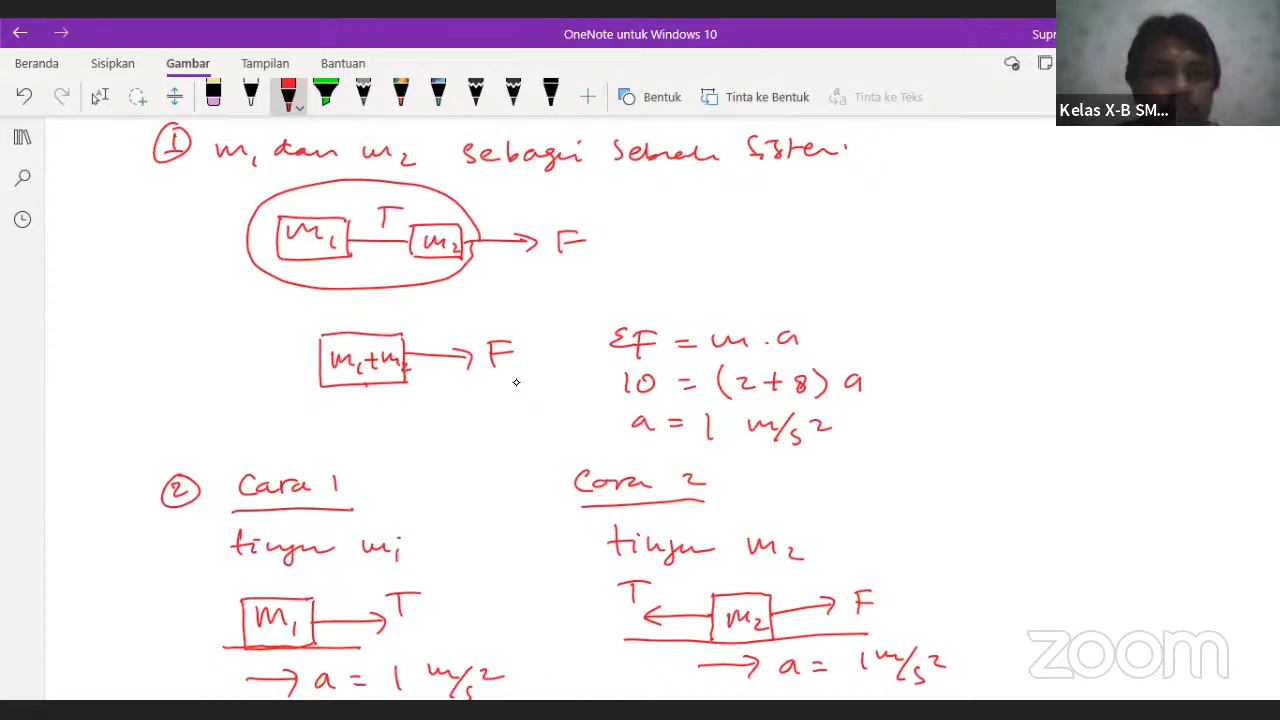 OneNote untuk Windows 10
Supr
Beranda Sisipkan Gambar Tampilan Bantuan
Bentuk Tinta ke Bentuk Tinta ke Teks
Kelas X-B SM...
1 m1 dan m2 sebagai sebuah sistem.
m1 T m2 F
m1+m2 F
ΣF = m . a
10 = (2 + 8) a
a = 1 m/s2
2 Cara 1
tinjau m1
m1 T
a = 1 m/s2
Cara 2
tinjau m2
T m2 F
a = 1 m/s2
zoom